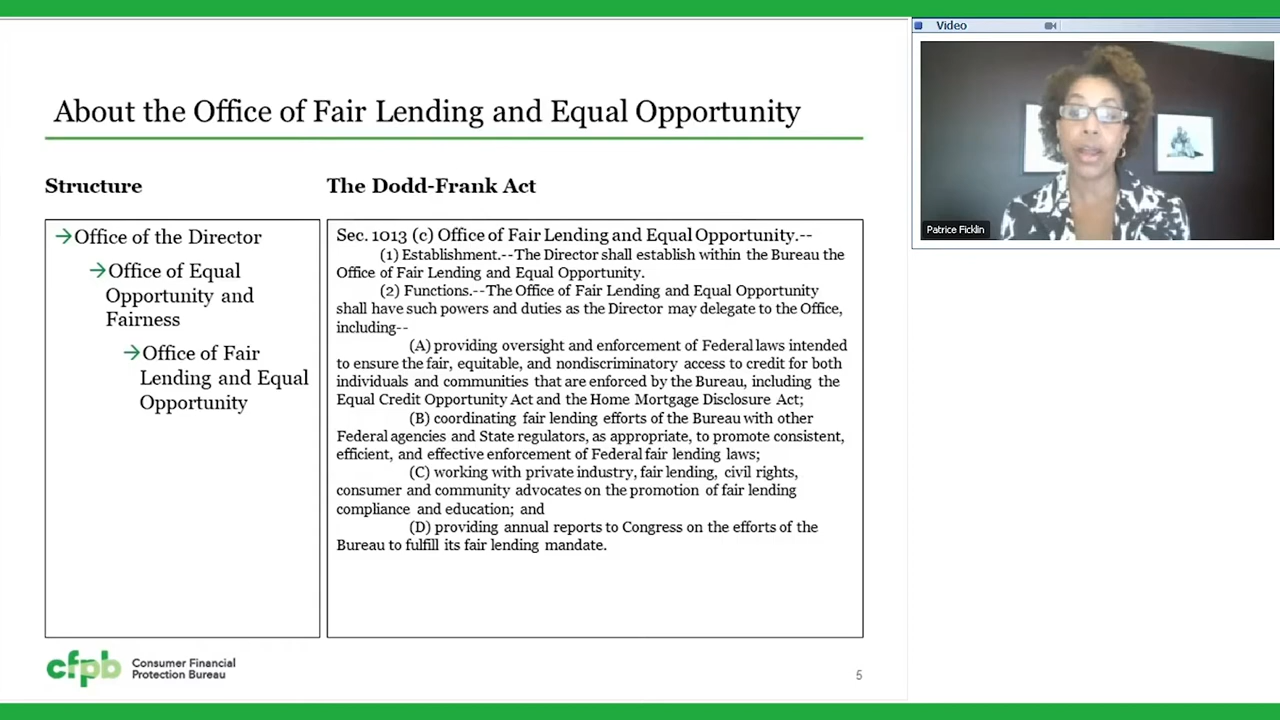 About the Office of Fair Lending and Equal Opportunity
Structure
→Office of the Director
→Office of Equal
Opportunity and
Fairness
→Office of Fair
Lending and Equal
Opportunity
The Dodd-Frank Act
Sec. 1013 (c) Office of Fair Lending and Equal Opportunity.--
(1) Establishment.--The Director shall establish within the Bureau the
Office of Fair Lending and Equal Opportunity.
(2) Functions.--The Office of Fair Lending and Equal Opportunity
shall have such powers and duties as the Director may delegate to the Office,
including--
(A) providing oversight and enforcement of Federal laws intended
to ensure the fair, equitable, and nondiscriminatory access to credit for both
individuals and communities that are enforced by the Bureau, including the
Equal Credit Opportunity Act and the Home Mortgage Disclosure Act;
(B) coordinating fair lending efforts of the Bureau with other
Federal agencies and State regulators, as appropriate, to promote consistent,
efficient, and effective enforcement of Federal fair lending laws;
(C) working with private industry, fair lending, civil rights,
consumer and community advocates on the promotion of fair lending
compliance and education; and
(D) providing annual reports to Congress on the efforts of the
Bureau to fulfill its fair lending mandate.
cfpb
Consumer Financial
Protection Bureau
5
Video
Patrice Ficklin